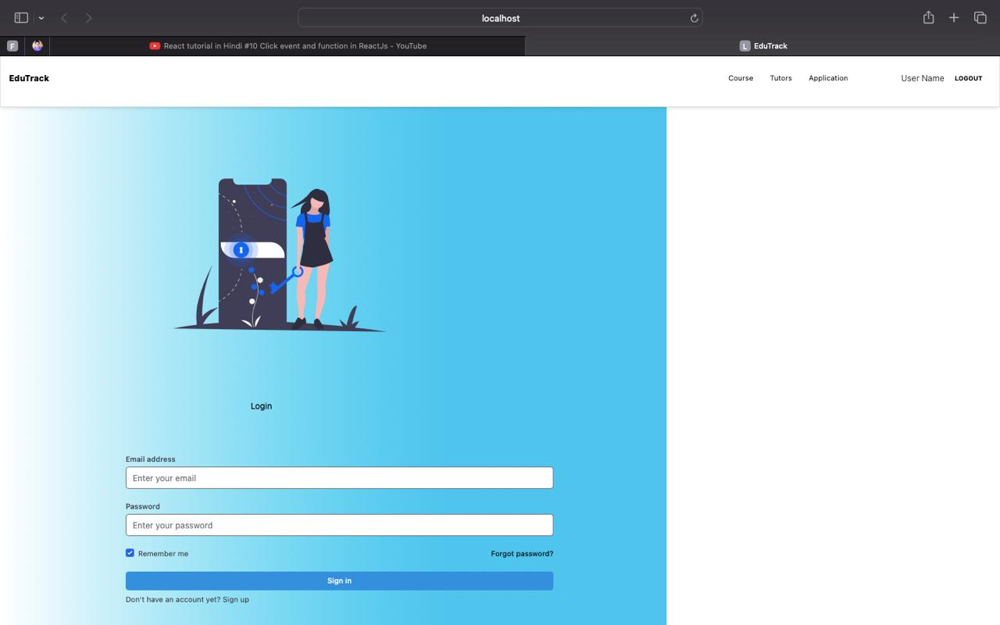 localhost
F
React tutorial in Hindi #10 Click event and function in ReactJs - YouTube
L EduTrack
EduTrack
Course Tutors Application User Name LOGOUT
Login
Email address
Enter your email
Password
Enter your password
Remember me Forgot password?
Sign in
Don't have an account yet? Sign up